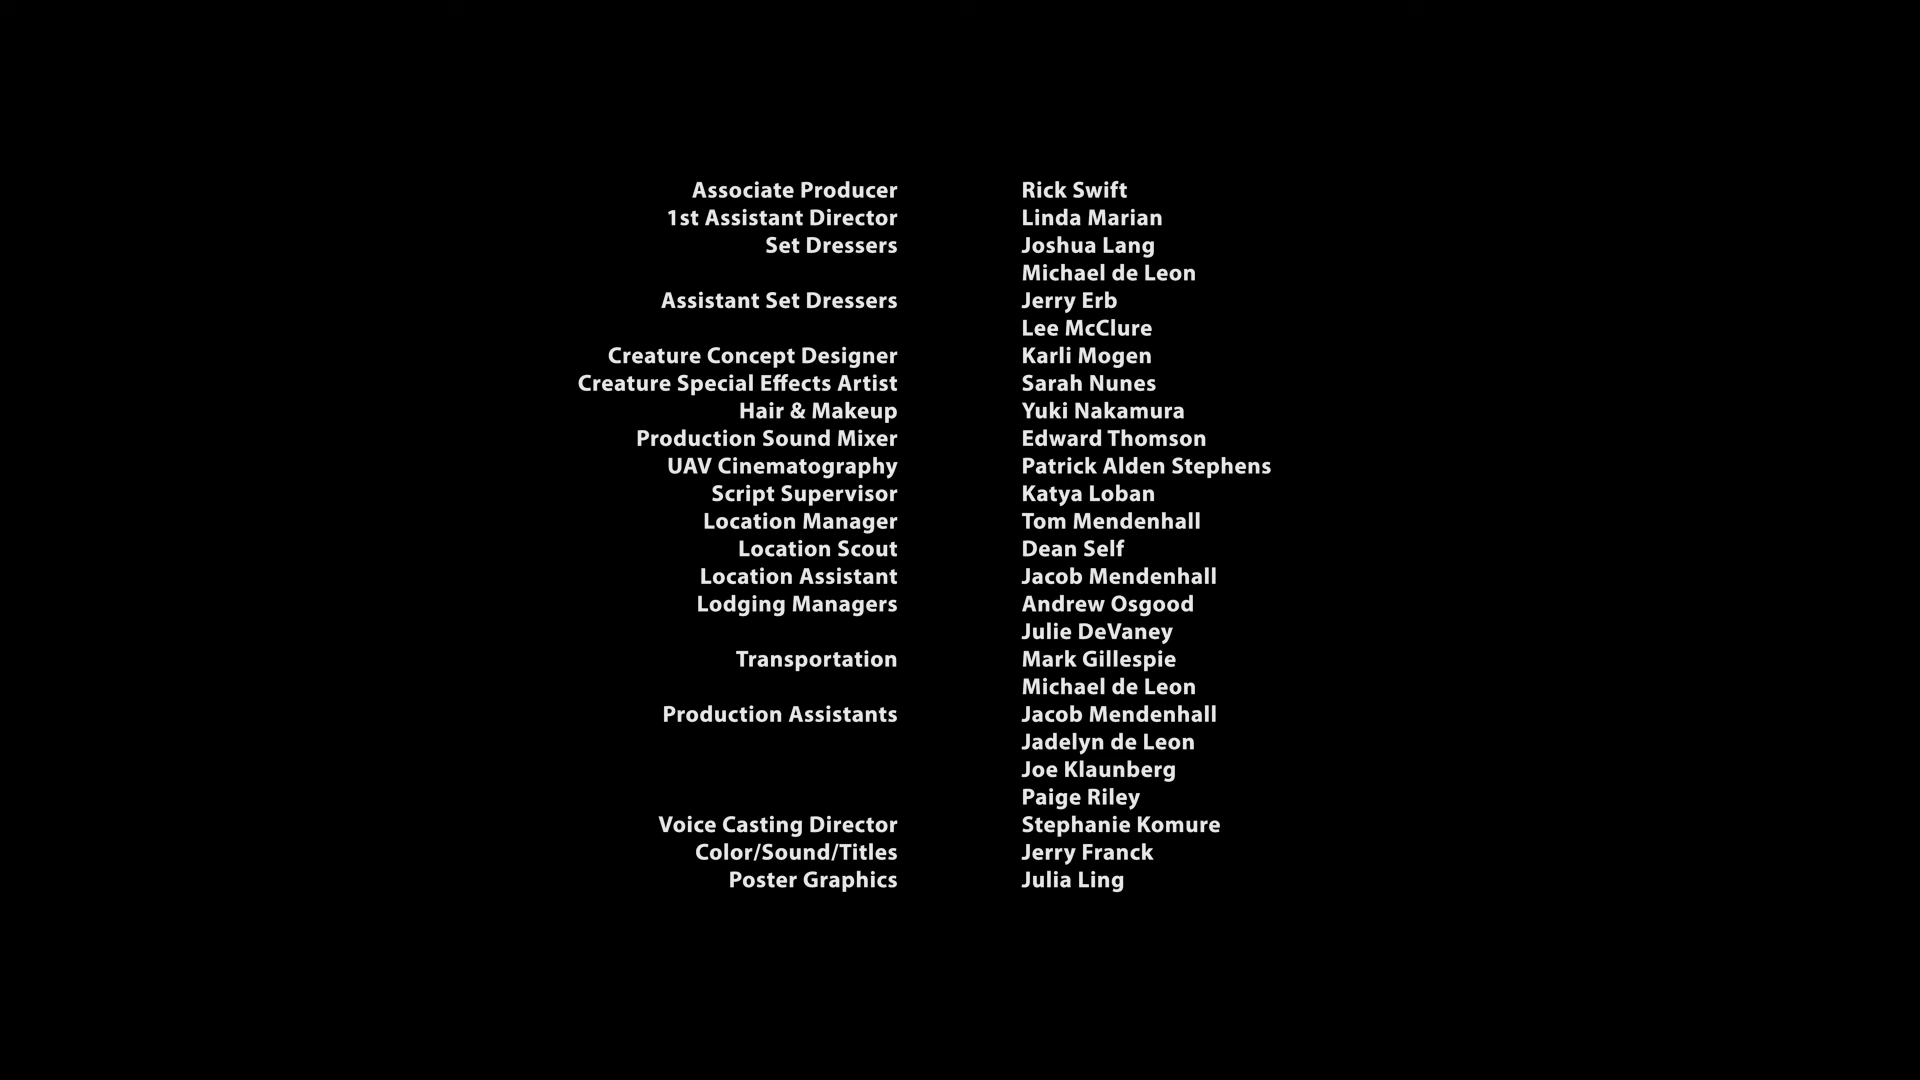 Associate Producer Rick Swift
1st Assistant Director Linda Marian
Set Dressers Joshua Lang
Michael de Leon
Assistant Set Dressers Jerry Erb
Lee McClure
Creature Concept Designer Karli Mogen
Creature Special Effects Artist Sarah Nunes
Hair & Makeup Yuki Nakamura
Production Sound Mixer Edward Thomson
UAV Cinematography Patrick Alden Stephens
Script Supervisor Katya Loban
Location Manager Tom Mendenhall
Location Scout Dean Self
Location Assistant Jacob Mendenhall
Lodging Managers Andrew Osgood
Julie DeVaney
Transportation Mark Gillespie
Michael de Leon
Production Assistants Jacob Mendenhall
Jadelyn de Leon
Joe Klaunberg
Paige Riley
Voice Casting Director Stephanie Komure
Color/Sound/Titles Jerry Franck
Poster Graphics Julia Ling